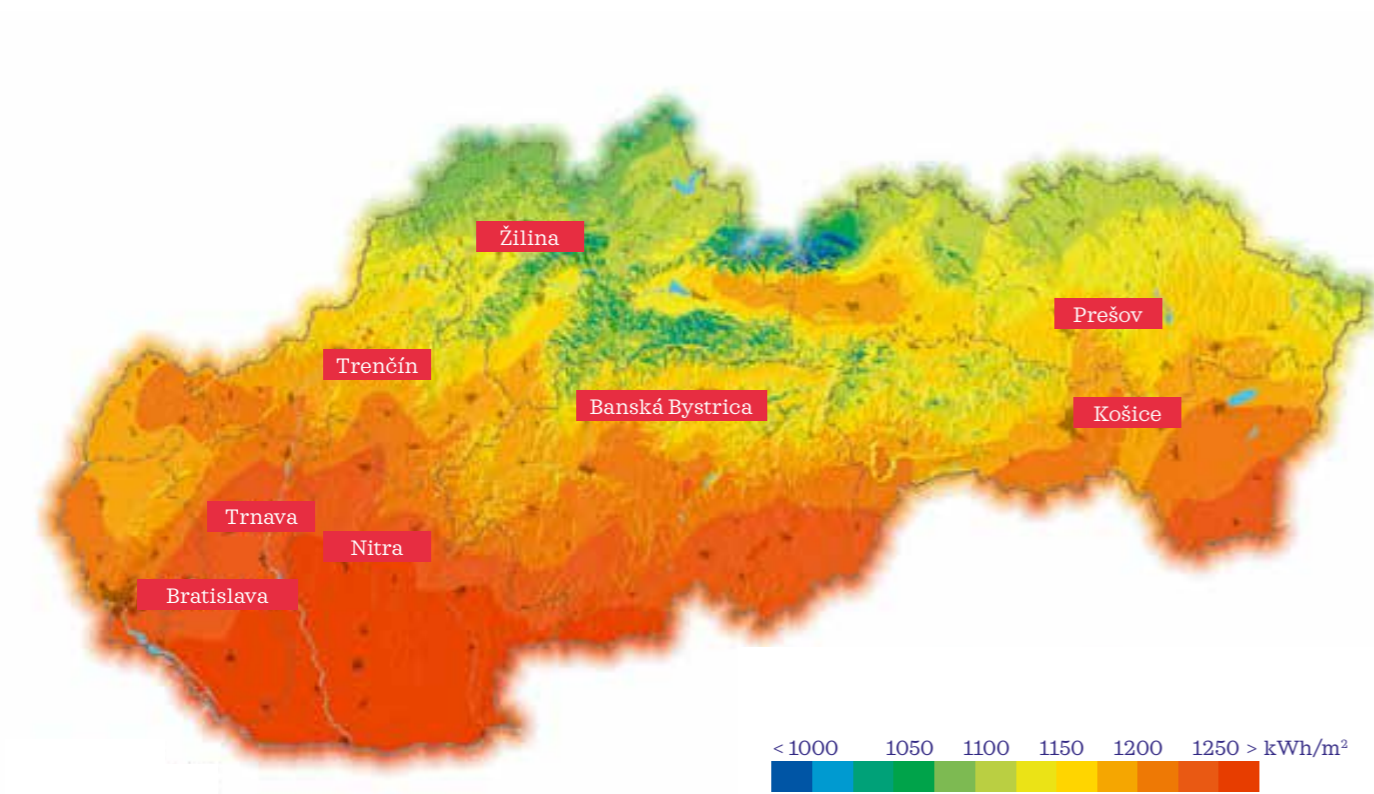 Žilina
Prešov
Trenčín
Banská Bystrica
Košice
Trnava
Nitra
Bratislava
< 1000 1050 1100 1150 1200 1250 > kWh/m²